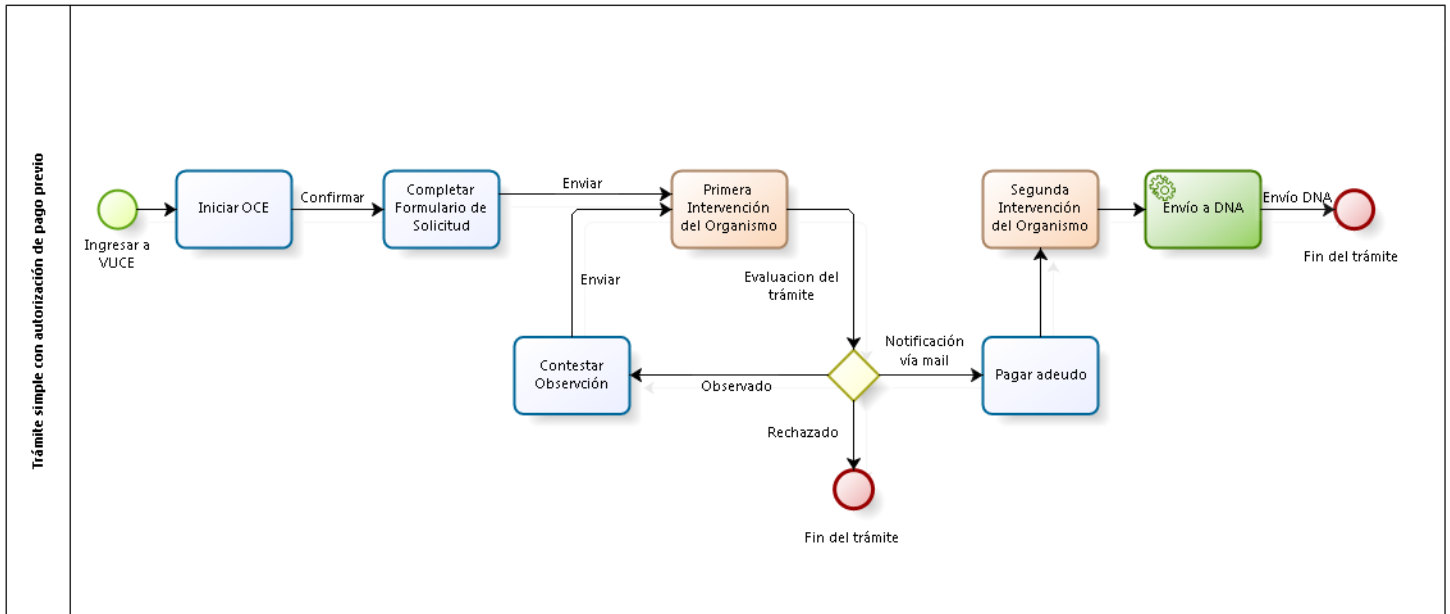 Trámite simple con autorización de pago previo
Ingresar a
VUCE
Iniciar OCE
Confirmar
Completar
Formulario de
Solicitud
Enviar
Primera
Intervención
del Organismo
Evaluacion del
trámite
Enviar
Contestar
Observción
Observado
Rechazado
Fin del trámite
Notificación
vía mail
Pagar adeudo
Segunda
Intervención
del Organismo
Envío a DNA
Envío DNA
Fin del trámite